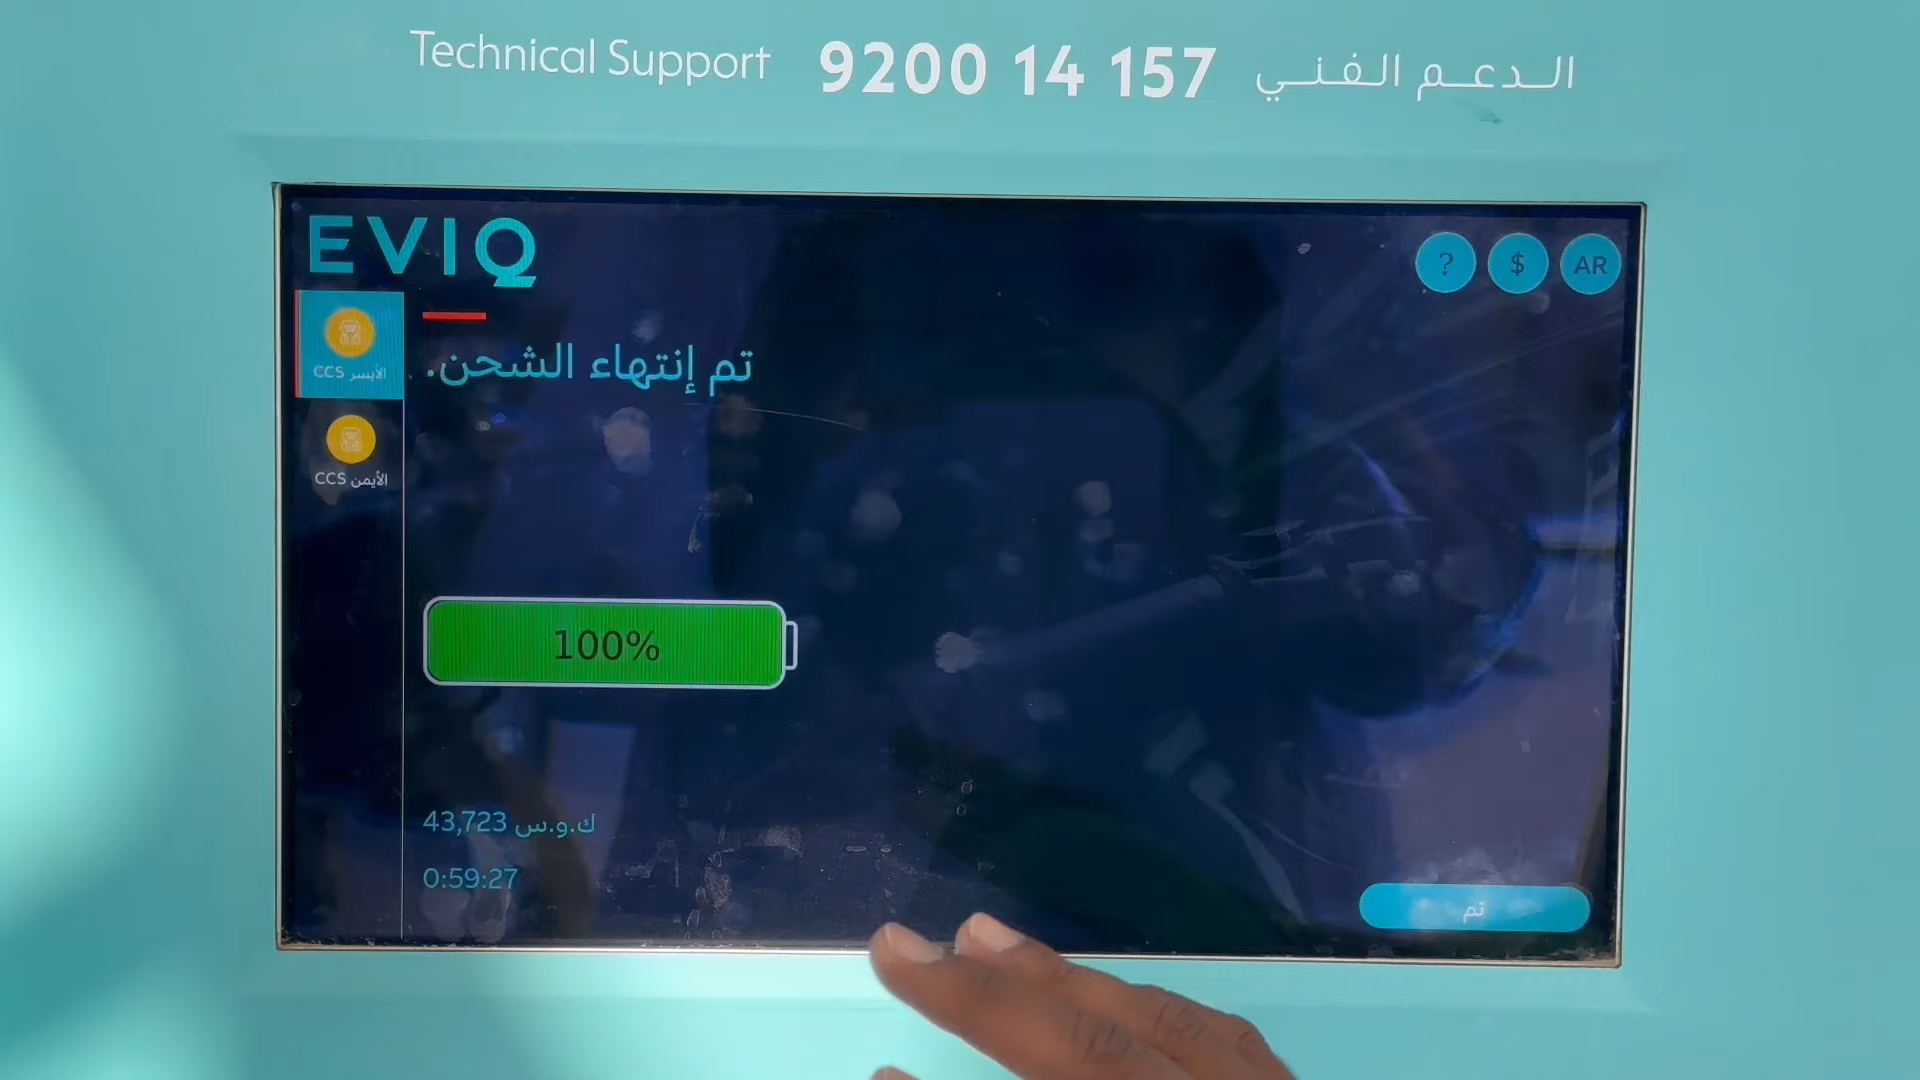 Technical Support 9200 14 157 الدعم الفني
EVIQ
? $ AR
CCS الأيسر
تم إنتهاء الشحن.
CCS الأيمن
100%
43,723 ك.و.س
0:59:27
تم